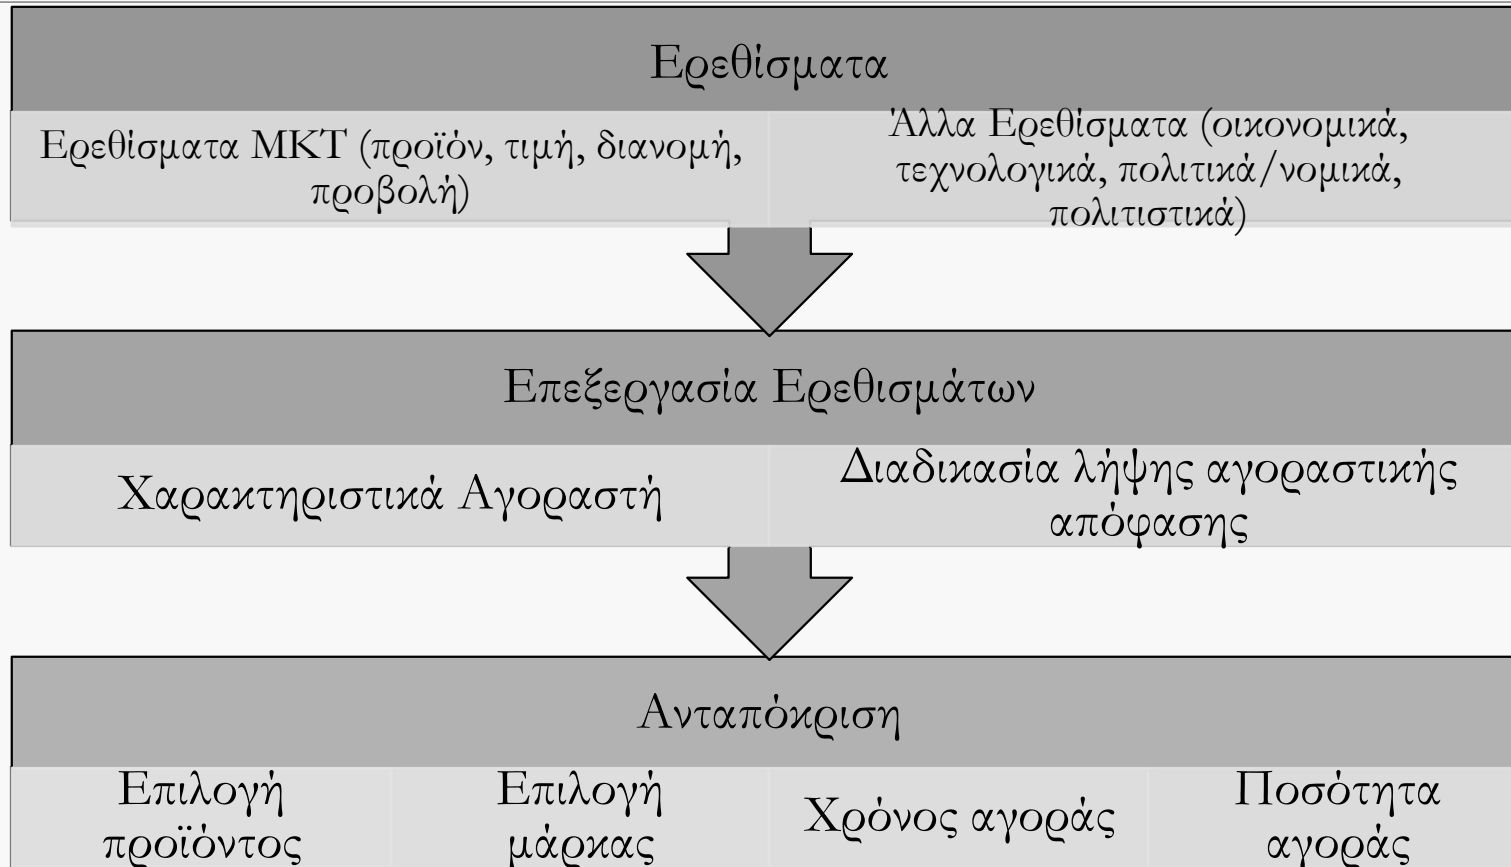 Ερεθίσματα
Ερεθίσματα ΜΚΤ (προϊόν, τιμή, διανομή,
προβολή)
Άλλα Ερεθίσματα (οικονομικά,
τεχνολογικά, πολιτικά/νομικά,
πολιτιστικά)
Επεξεργασία Ερεθισμάτων
Χαρακτηριστικά Αγοραστή
Διαδικασία λήψης αγοραστικής
απόφασης
Ανταπόκριση
Επιλογή
προϊόντος
Επιλογή
μάρκας
Χρόνος αγοράς
Ποσότητα
αγοράς